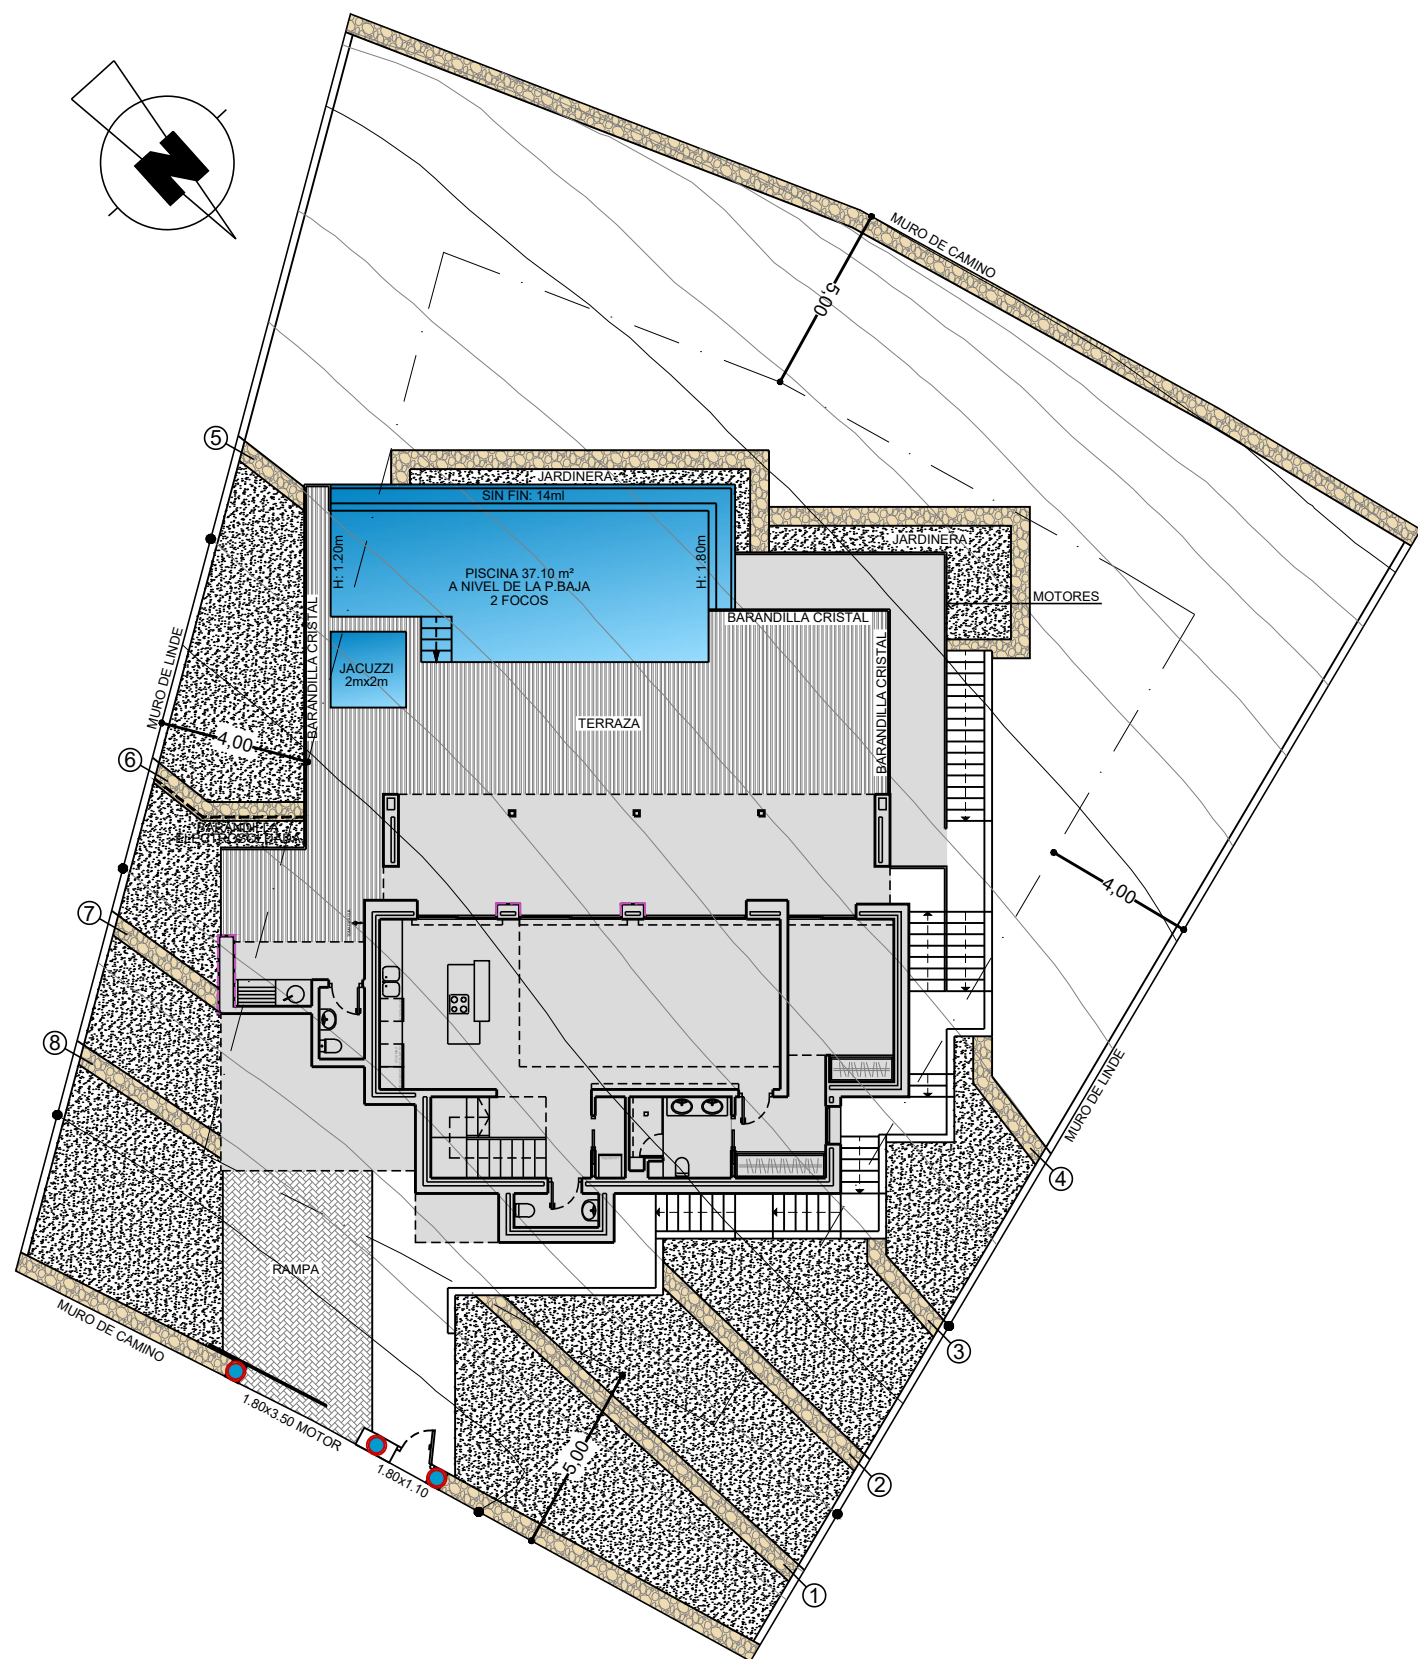 N
MURO DE CAMINO
5,00
5
JARDINERA
SIN FIN: 14ml
JARDINERA
H: 1.20m
PISCINA 37.10 m²
A NIVEL DE LA P.BAJA
2 FOCOS
H: 1.80m
MOTORES
BARANDILLA CRISTAL
BARANDILLA CRISTAL
BARANDILLA CRISTAL
JACUZZI
2mx2m
MURO DE LINDE
TERRAZA
4,00
6
BARANDILLA
ELECTROSOLDADA
4,00
7
8
MURO DE LINDE
4
RAMPA
MURO DE CAMINO
3
1.80x3.50 MOTOR
5,00
1.80x1.10
2
1